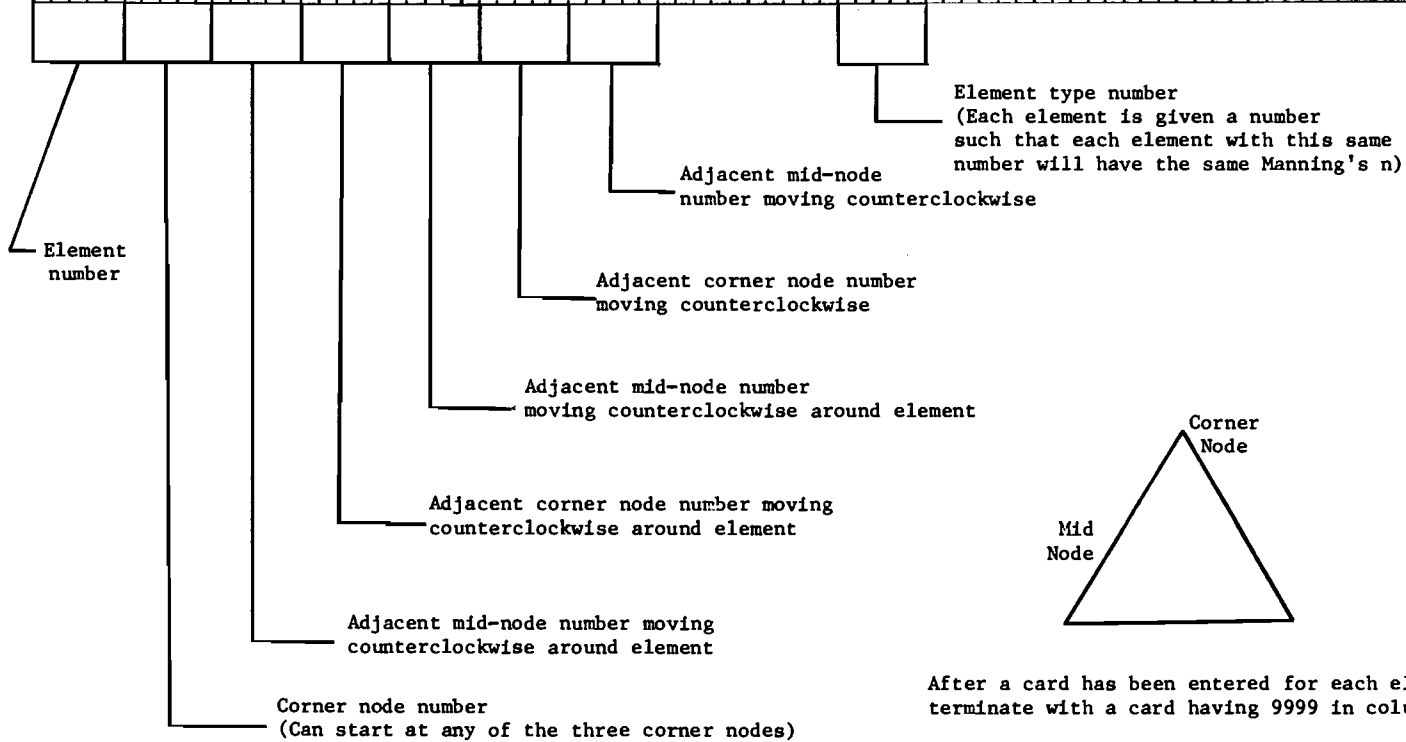 Element type number
(Each element is given a number
such that each element with this same
number will have the same Manning's n)
Adjacent mid-node
number moving counterclockwise
Element
number
Adjacent corner node number
moving counterclockwise
Adjacent mid-node number
moving counterclockwise around element
Corner
Node
Adjacent corner node number moving
counterclockwise around element
Mid
Node
Adjacent mid-node number moving
counterclockwise around element
After a card has been entered for each
terminate with a card having 9999 in
Corner node number
(Can start at any of the three corner nodes)